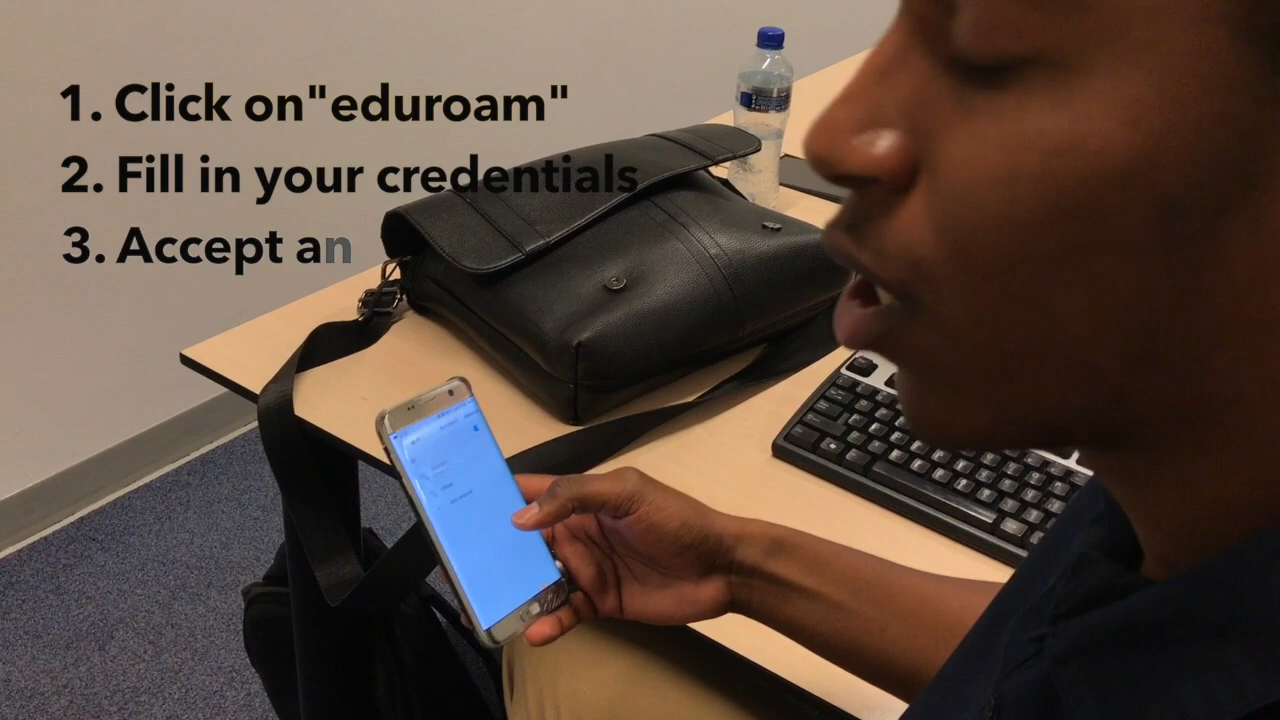 1. Click on"eduroam"
2. Fill in your credentials
3. Accept an